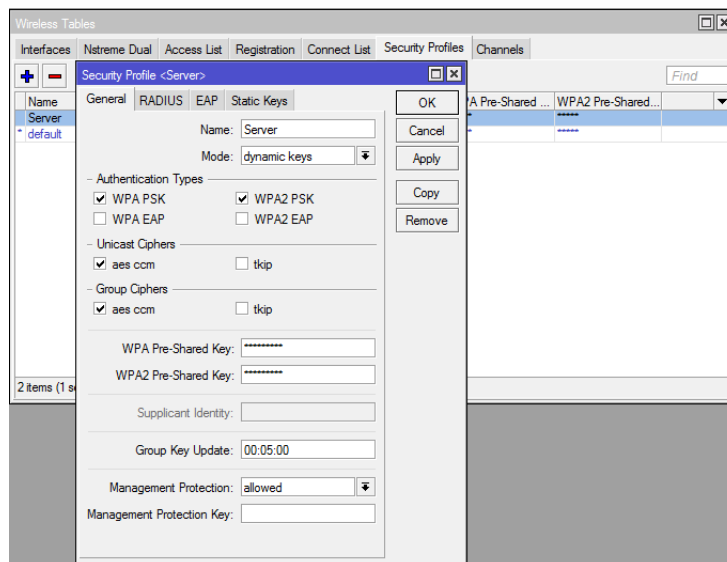 Wireless Tables
Interfaces Nstreme Dual Access List Registration Connect List Security Profiles Channels
Find
Name PA Pre-Shared ... WPA2 Pre-Shared...
Server ** *****
* default ** *****
2 items (1 se
Security Profile <Server>
General RADIUS EAP Static Keys
OK
Cancel
Apply
Copy
Remove
Name: Server
Mode: dynamic keys
Authentication Types
WPA PSK WPA2 PSK
WPA EAP WPA2 EAP
Unicast Ciphers
aes ccm tkip
Group Ciphers
aes ccm tkip
WPA Pre-Shared Key: *********
WPA2 Pre-Shared Key: *********
Supplicant Identity:
Group Key Update: 00:05:00
Management Protection: allowed
Management Protection Key: